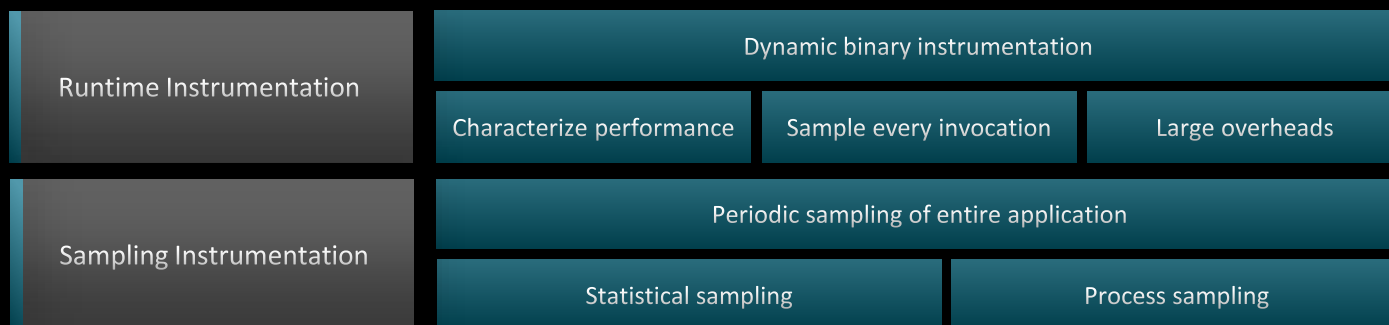 Runtime Instrumentation
Dynamic binary instrumentation
Characterize performance
Sample every invocation
Large overheads
Sampling Instrumentation
Periodic sampling of entire application
Statistical sampling
Process sampling